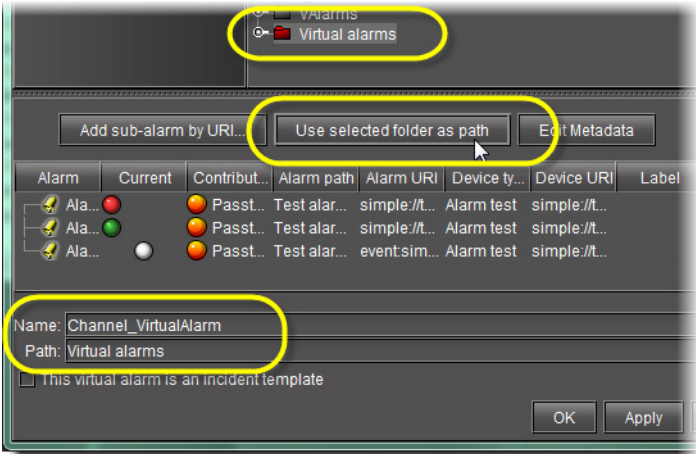 VAlarms
Virtual alarms
Add sub-alarm by URI...
Use selected folder as path
Edit Metadata
Alarm Current Contribut... Alarm path Alarm URI Device ty... Device URI Label
Ala... Passt... Test alar... simple://t... Alarm test simple://t...
Ala... Passt... Test alar... simple://t... Alarm test simple://t...
Ala... Passt... Test alar... event:sim... Alarm test simple://t...
Name: Channel_VirtualAlarm
Path: Virtual alarms
This virtual alarm is an incident template
OK Apply